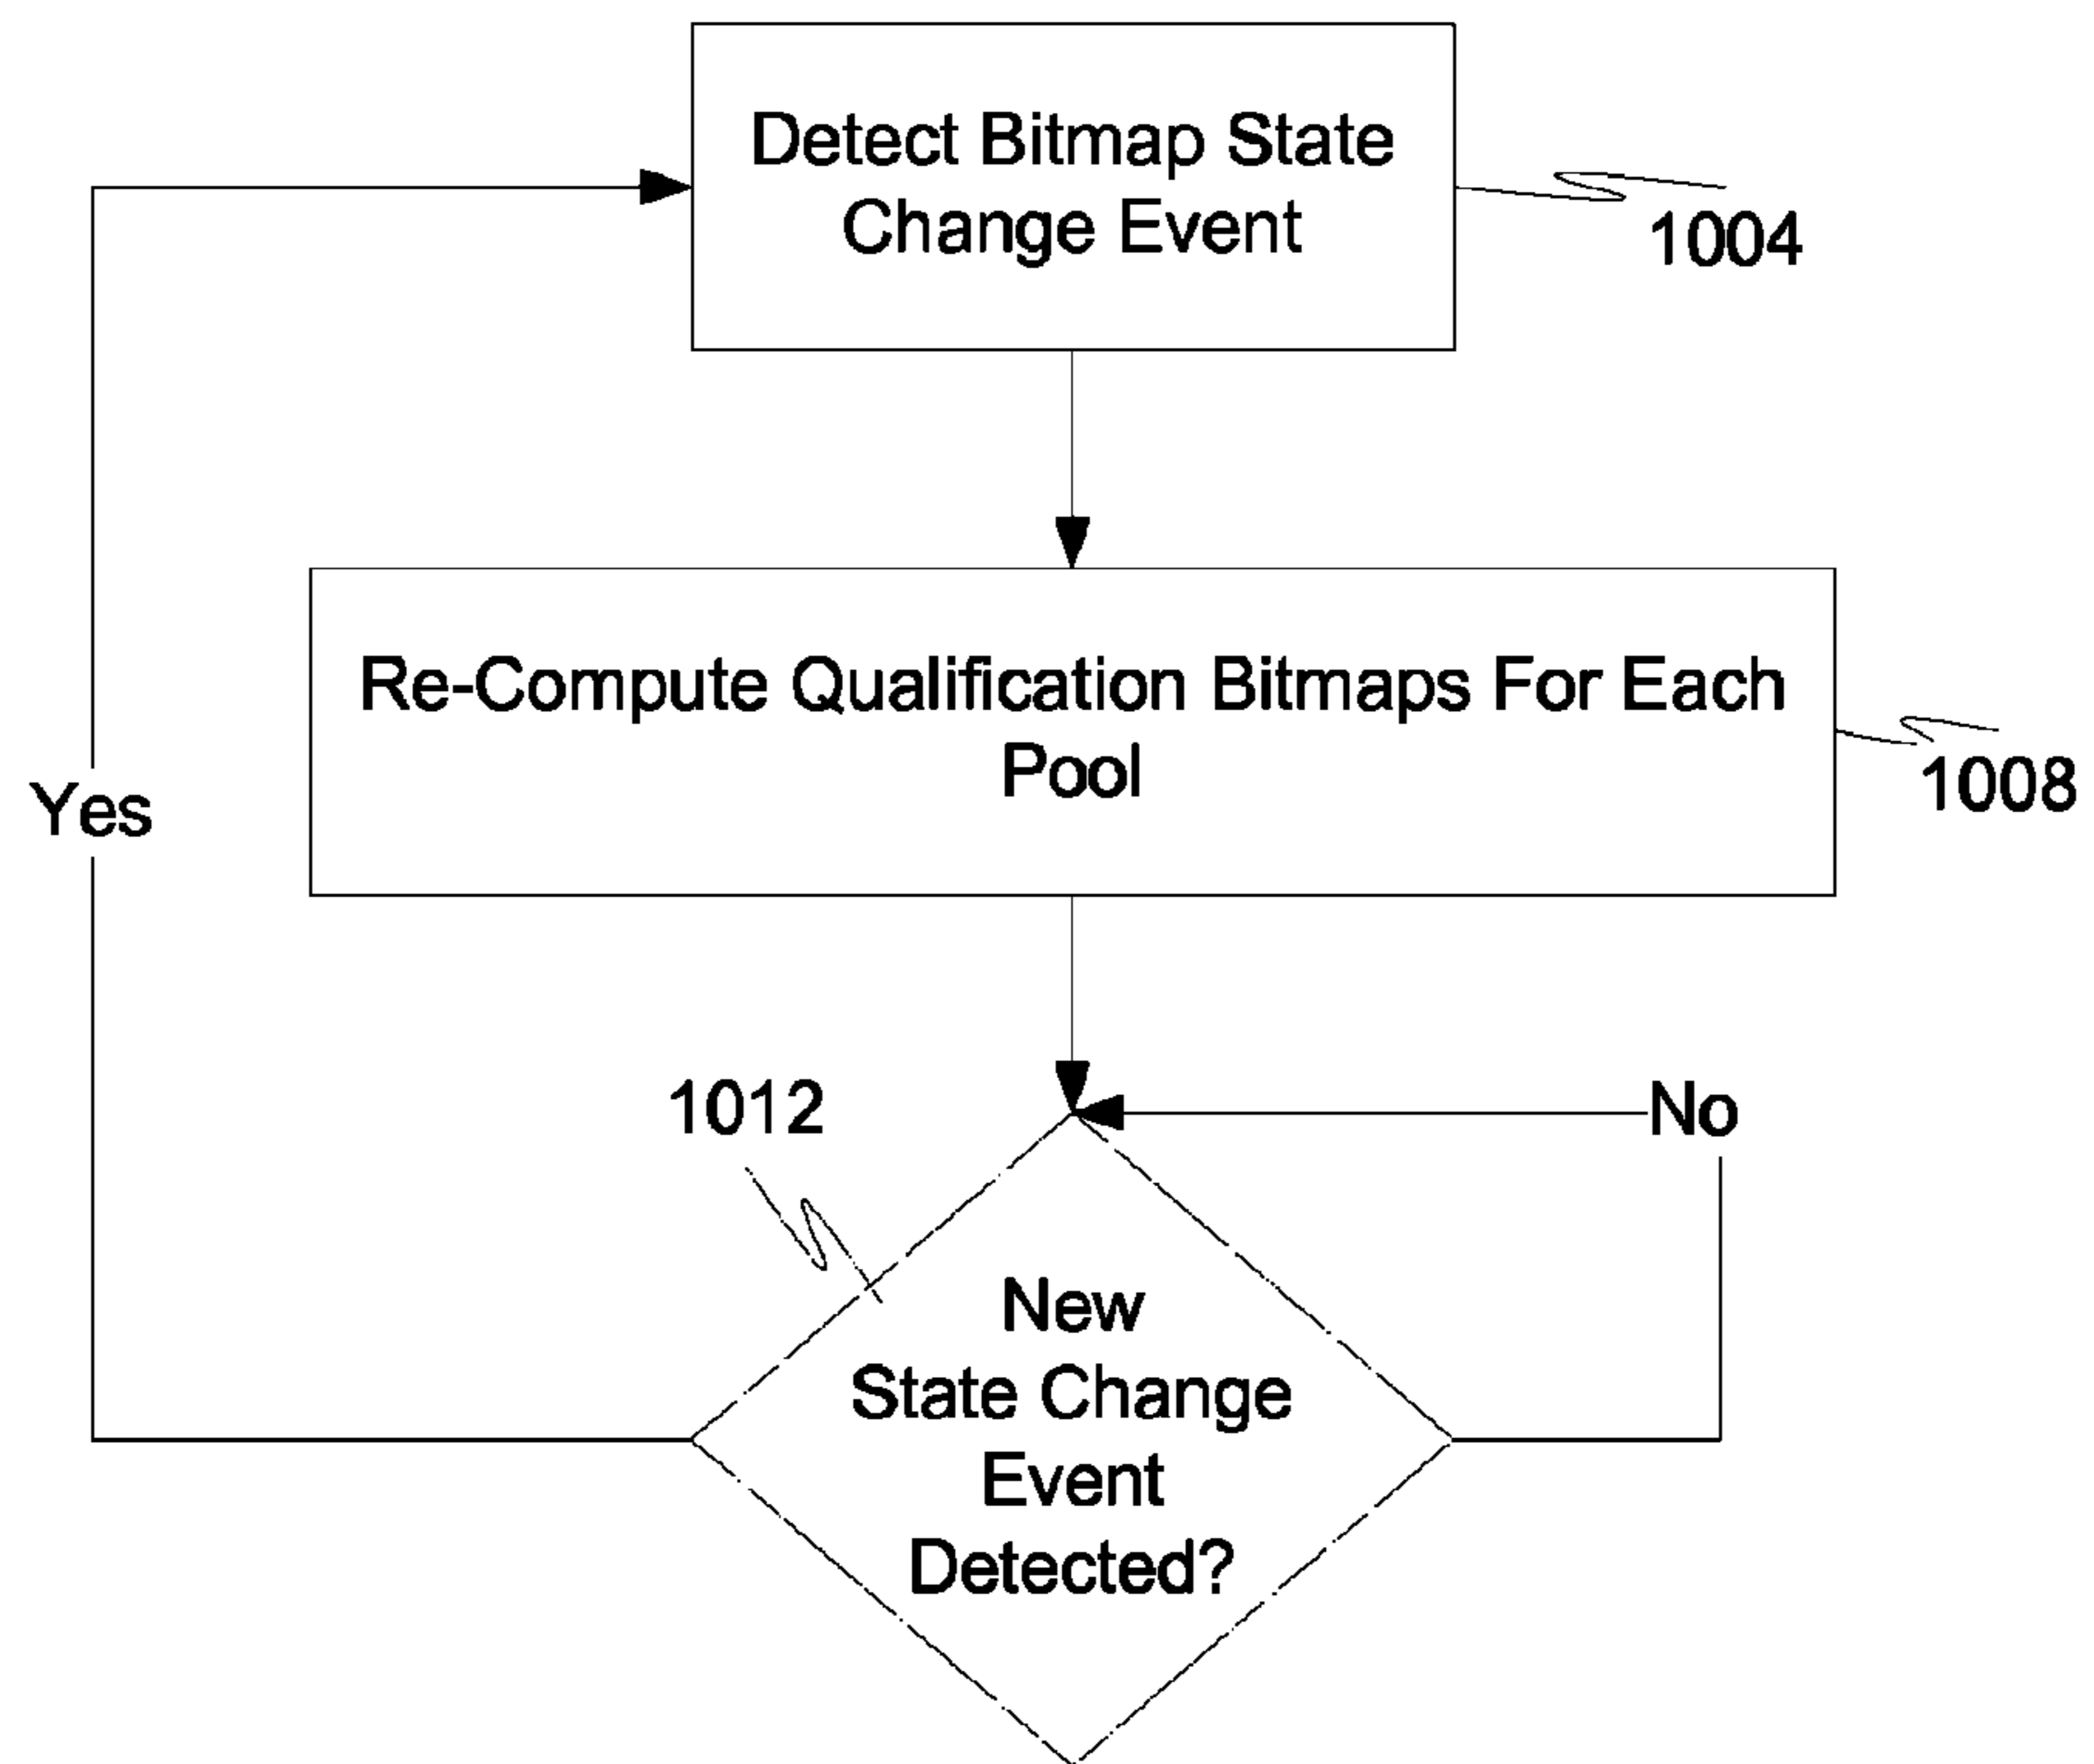 Detect Bitmap State
Change Event
1004
Re-Compute Qualification Bitmaps For Each
Pool
1008
Yes
1012
No
New
State Change
Event
Detected?